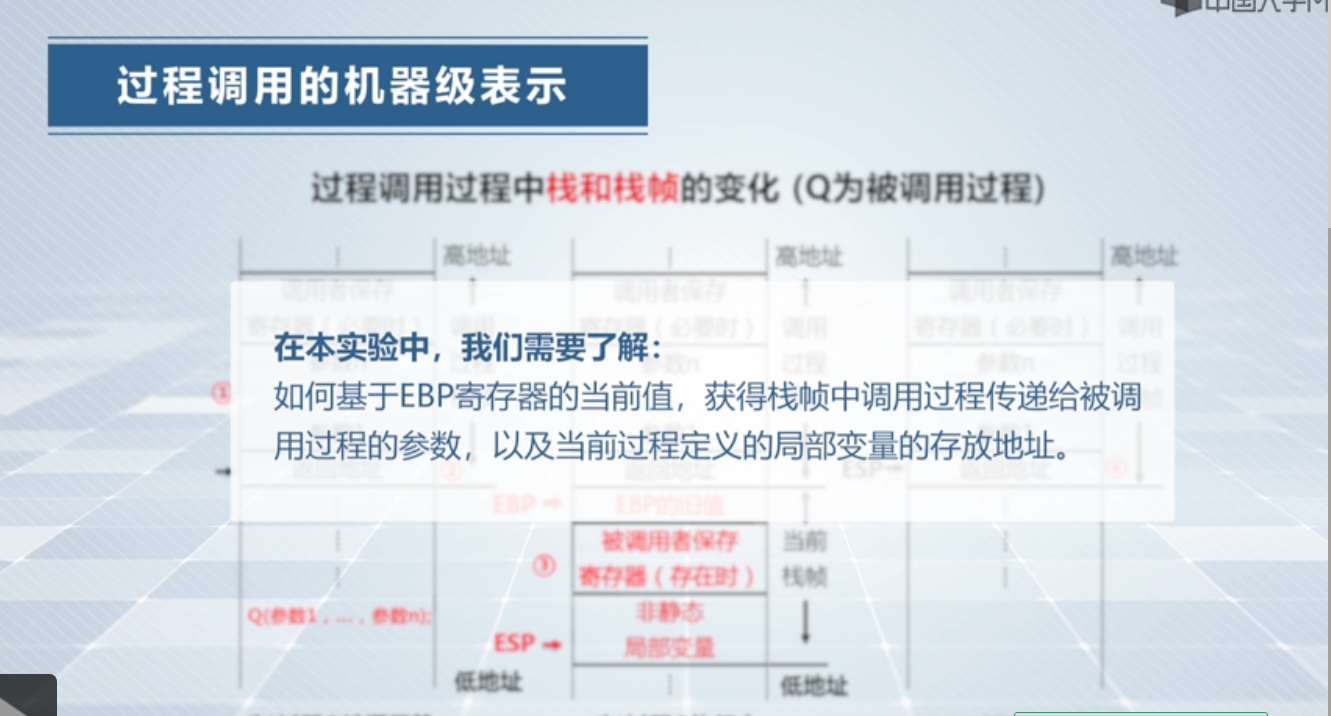 过程调用的机器级表示
过程调用过程中栈和栈帧的变化 (Q为被调用过程)
高地址 高地址 高地址
调用者保存 调用者保存 调用者保存
寄存器（必要时） 调用 寄存器（必要时） 调用 寄存器（必要时） 调用
在本实验中，我们需要了解：
参数n 过程 参数n 过程 参数n 过程
①
如何基于EBP寄存器的当前值，获得栈帧中调用过程传递给被调
用过程的参数，以及当前过程定义的局部变量的存放地址。
返回地址 ② 返回地址 ESP→ 返回地址 ④
EBP → EBP的旧值
被调用者保存 当前
③ 寄存器（存在时） 栈帧
Q(参数1，…，参数n); 非静态
ESP → 局部变量
低地址 低地址